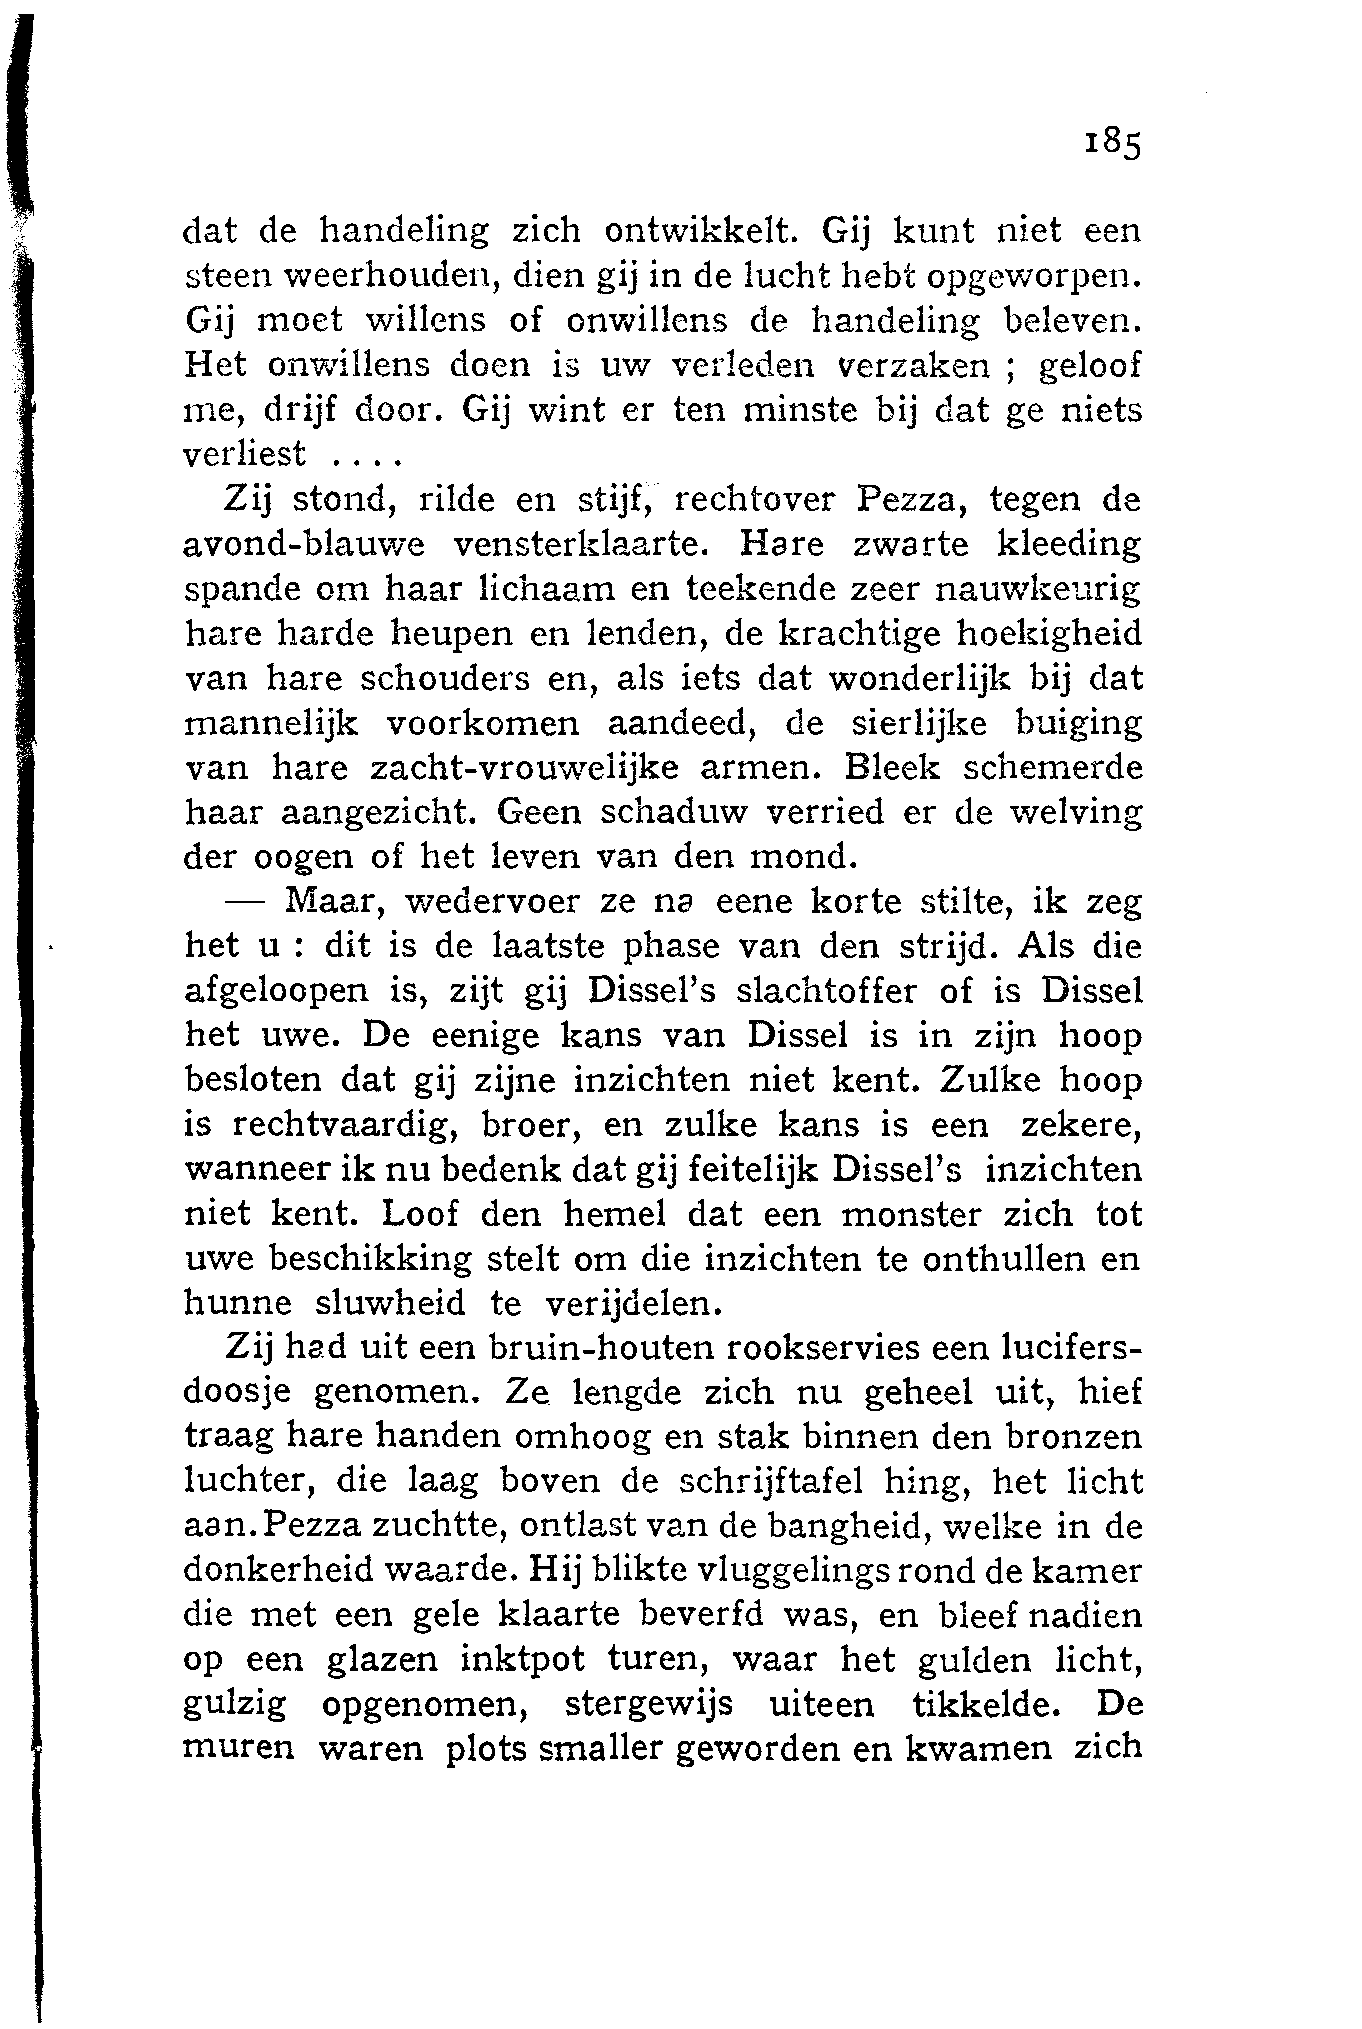 185
dat de handeling zich ontwikkelt. Gij kunt niet een
steen weerhouden, dien gij in de lucht hebt opgeworpen.
Gij moet willens of onwillens de handeling beleven.
Het onwillens doen is uw verleden verzaken ; geloof
me, drijf door. Gij wint er ten minste bij dat ge niets
verliest ....
Zij stond, rilde en stijf, rechtover Pezza, tegen de
avond-blauwe vensterklaarte. Hare zwarte kleeding
spande om haar lichaam en teekende zeer nauwkeurig
hare harde heupen en lenden, de krachtige hoekigheid
van hare schouders en, als iets dat wonderlijk bij dat
mannelijk voorkomen aandeed, de sierlijke buiging
van hare zacht-vrouwelijke armen. Bleek schemerde
haar aangezicht. Geen schaduw verried er de welving
der oogen of het leven van den mond.
— Maar, wedervoer ze na eene korte stilte, ik zeg
het u : dit is de laatste phase van den strijd. Als die
afgeloopen is, zijt gij Dissel's slachtoffer of is Dissel
het uwe. De eenige kans van Dissel is in zijn hoop
besloten dat gij zijne inzichten niet kent. Zulke hoop
is rechtvaardig, broer, en zulke kans is een zekere,
wanneer ik nu bedenk dat gij feitelijk Dissel's inzichten
niet kent. Loof den hemel dat een monster zich tot
uwe beschikking stelt om die inzichten te onthullen en
hunne sluwheid te verijdelen.
Zij had uit een bruin-houten rookservies een lucifers-
doosje genomen. Ze lengde zich nu geheel uit, hief
traag hare handen omhoog en stak binnen den bronzen
luchter, die laag boven de schrijftafel hing, het licht
aan. Pezza zuchtte, ontlast van de bangheid, welke in de
donkerheid waarde. Hij blikte vluggelings rond de kamer
die met een gele klaarte beverfd was, en bleef nadien
op een glazen inktpot turen, waar het gulden licht,
gulzig opgenomen, stergewijs uiteen tikkelde. De
muren waren plots smaller geworden en kwamen zich